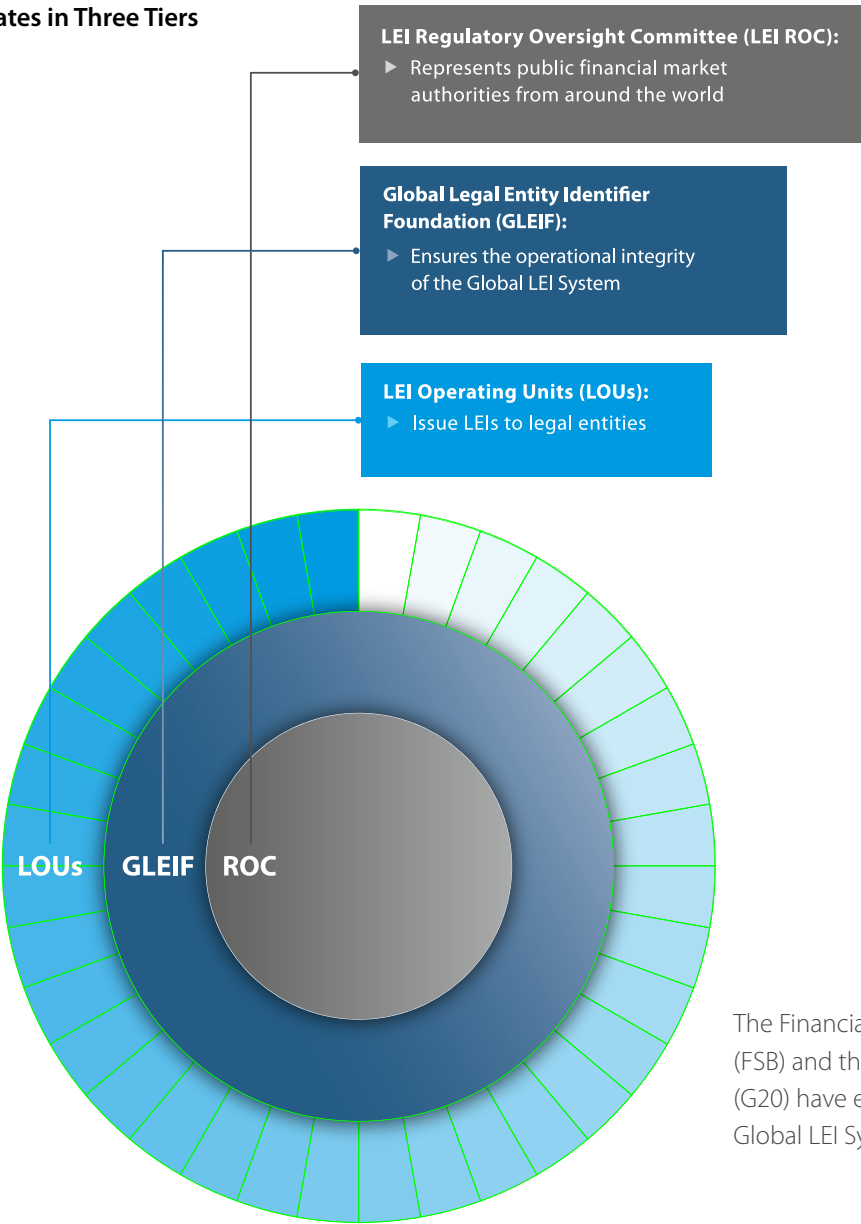 ates in Three Tiers
LEI Regulatory Oversight Committee (LEI ROC):
▶ Represents public financial market
authorities from around the world
Global Legal Entity Identifier
Foundation (GLEIF):
▶ Ensures the operational integrity
of the Global LEI System
LEI Operating Units (LOUs):
▶ Issue LEIs to legal entities
LOUs GLEIF ROC
The Financia
(FSB) and th
(G20) have e
Global LEI Sy